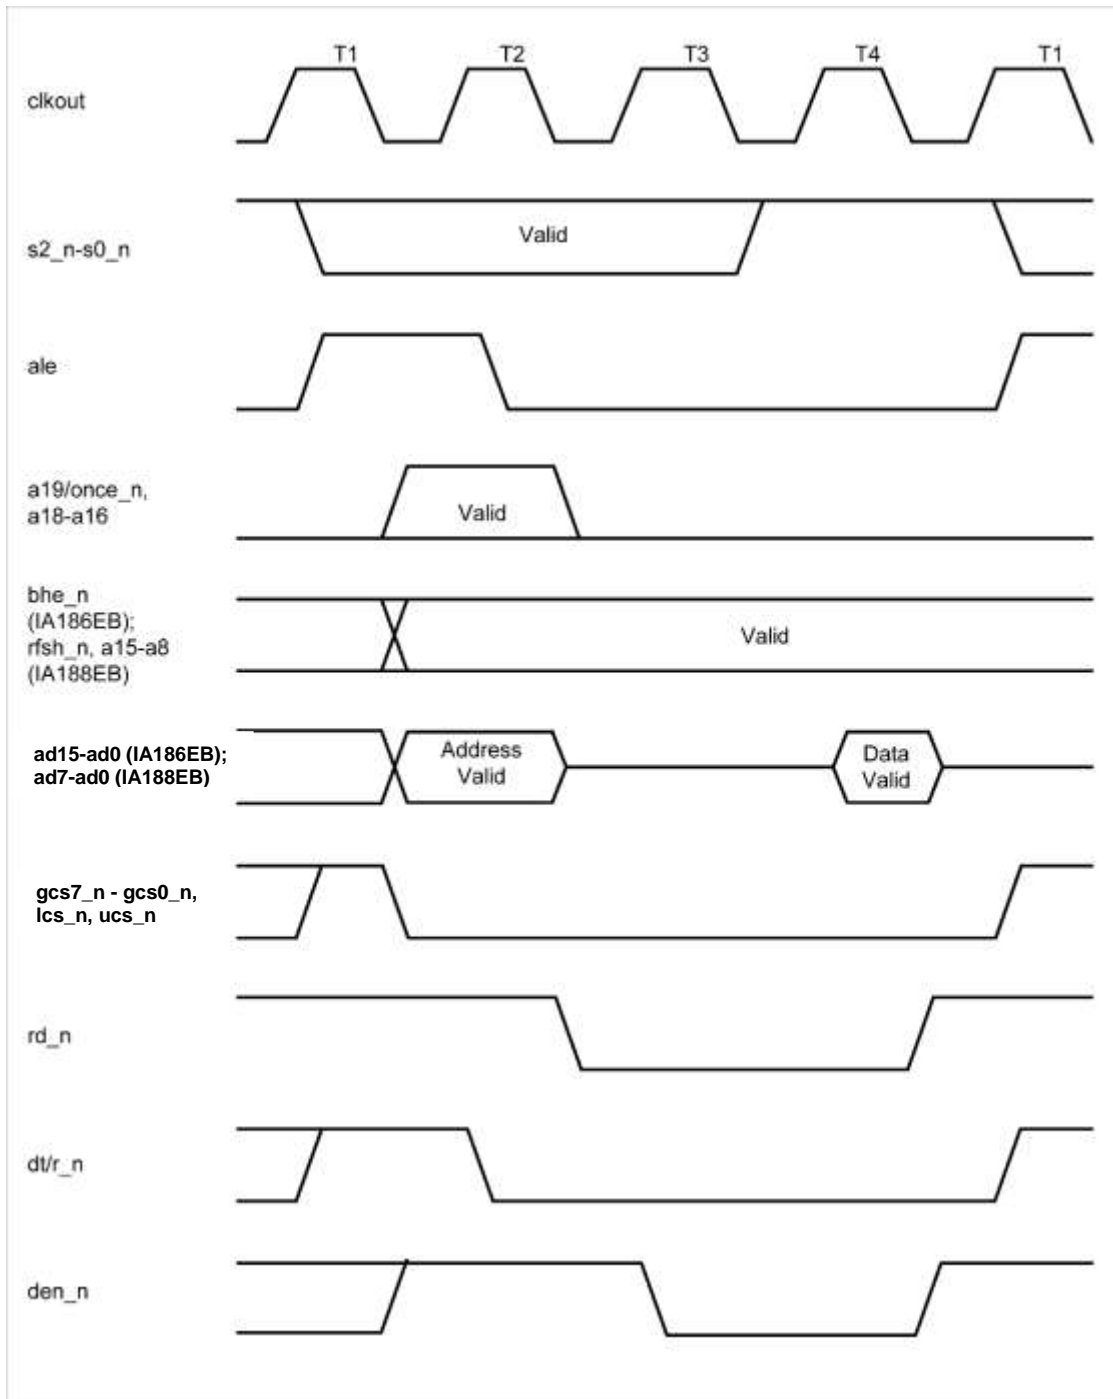 T1 T2 T3 T4 T1
clkout
Valid
s2_n-s0_n
ale
a19/once_n,
a18-a16
Valid
bhe_n
(IA186EB);
rfsh_n, a15-a8
(IA188EB)
Valid
ad15-ad0 (IA186EB);
ad7-ad0 (IA188EB)
Address
Valid
Data
Valid
gcs7_n - gcs0_n,
lcs_n, ucs_n
rd_n
dt/r_n
den_n